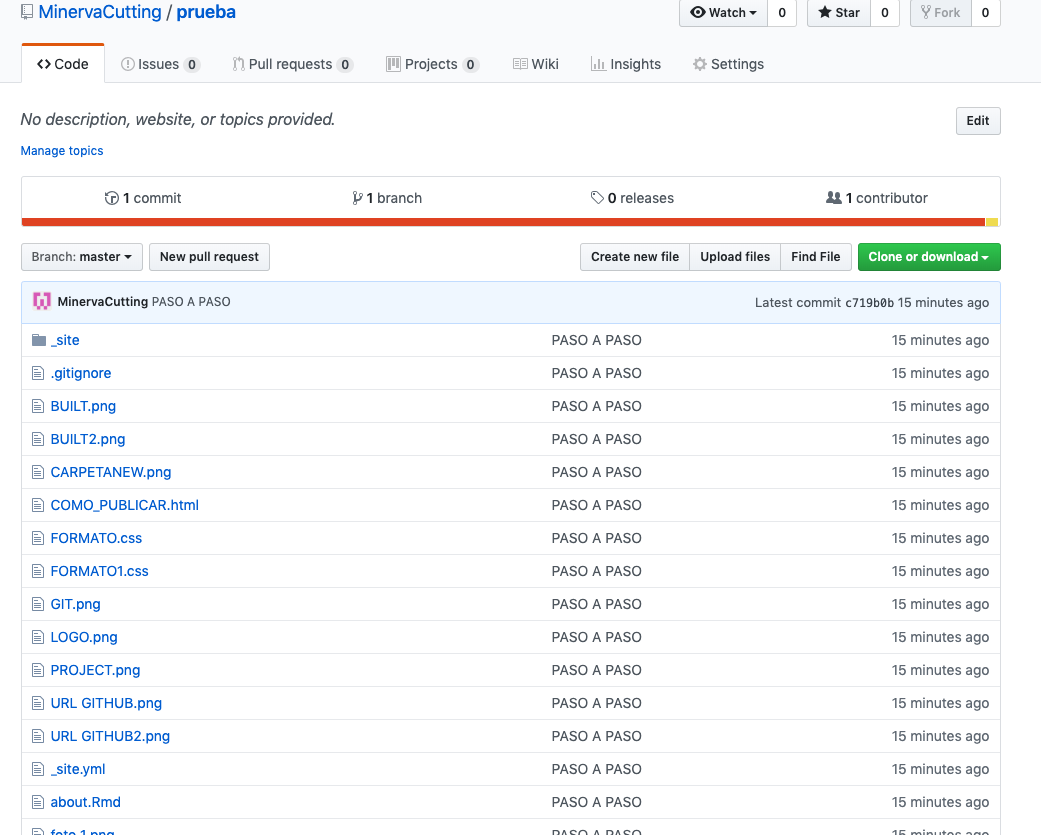 MinervaCutting / prueba
Watch 0 Star 0 Fork 0
Code Issues 0 Pull requests 0 Projects 0 Wiki Insights Settings
No description, website, or topics provided.
Edit
Manage topics
1 commit 1 branch 0 releases 1 contributor
Branch: master New pull request Create new file Upload files Find File Clone or download
MinervaCutting PASO A PASO Latest commit c719b0b 15 minutes ago
_site PASO A PASO 15 minutes ago
.gitignore PASO A PASO 15 minutes ago
BUILT.png PASO A PASO 15 minutes ago
BUILT2.png PASO A PASO 15 minutes ago
CARPETANEW.png PASO A PASO 15 minutes ago
COMO_PUBLICAR.html PASO A PASO 15 minutes ago
FORMATO.css PASO A PASO 15 minutes ago
FORMATO1.css PASO A PASO 15 minutes ago
GIT.png PASO A PASO 15 minutes ago
LOGO.png PASO A PASO 15 minutes ago
PROJECT.png PASO A PASO 15 minutes ago
URL GITHUB.png PASO A PASO 15 minutes ago
URL GITHUB2.png PASO A PASO 15 minutes ago
_site.yml PASO A PASO 15 minutes ago
about.Rmd PASO A PASO 15 minutes ago
PASO A PASO 15 minutes ago